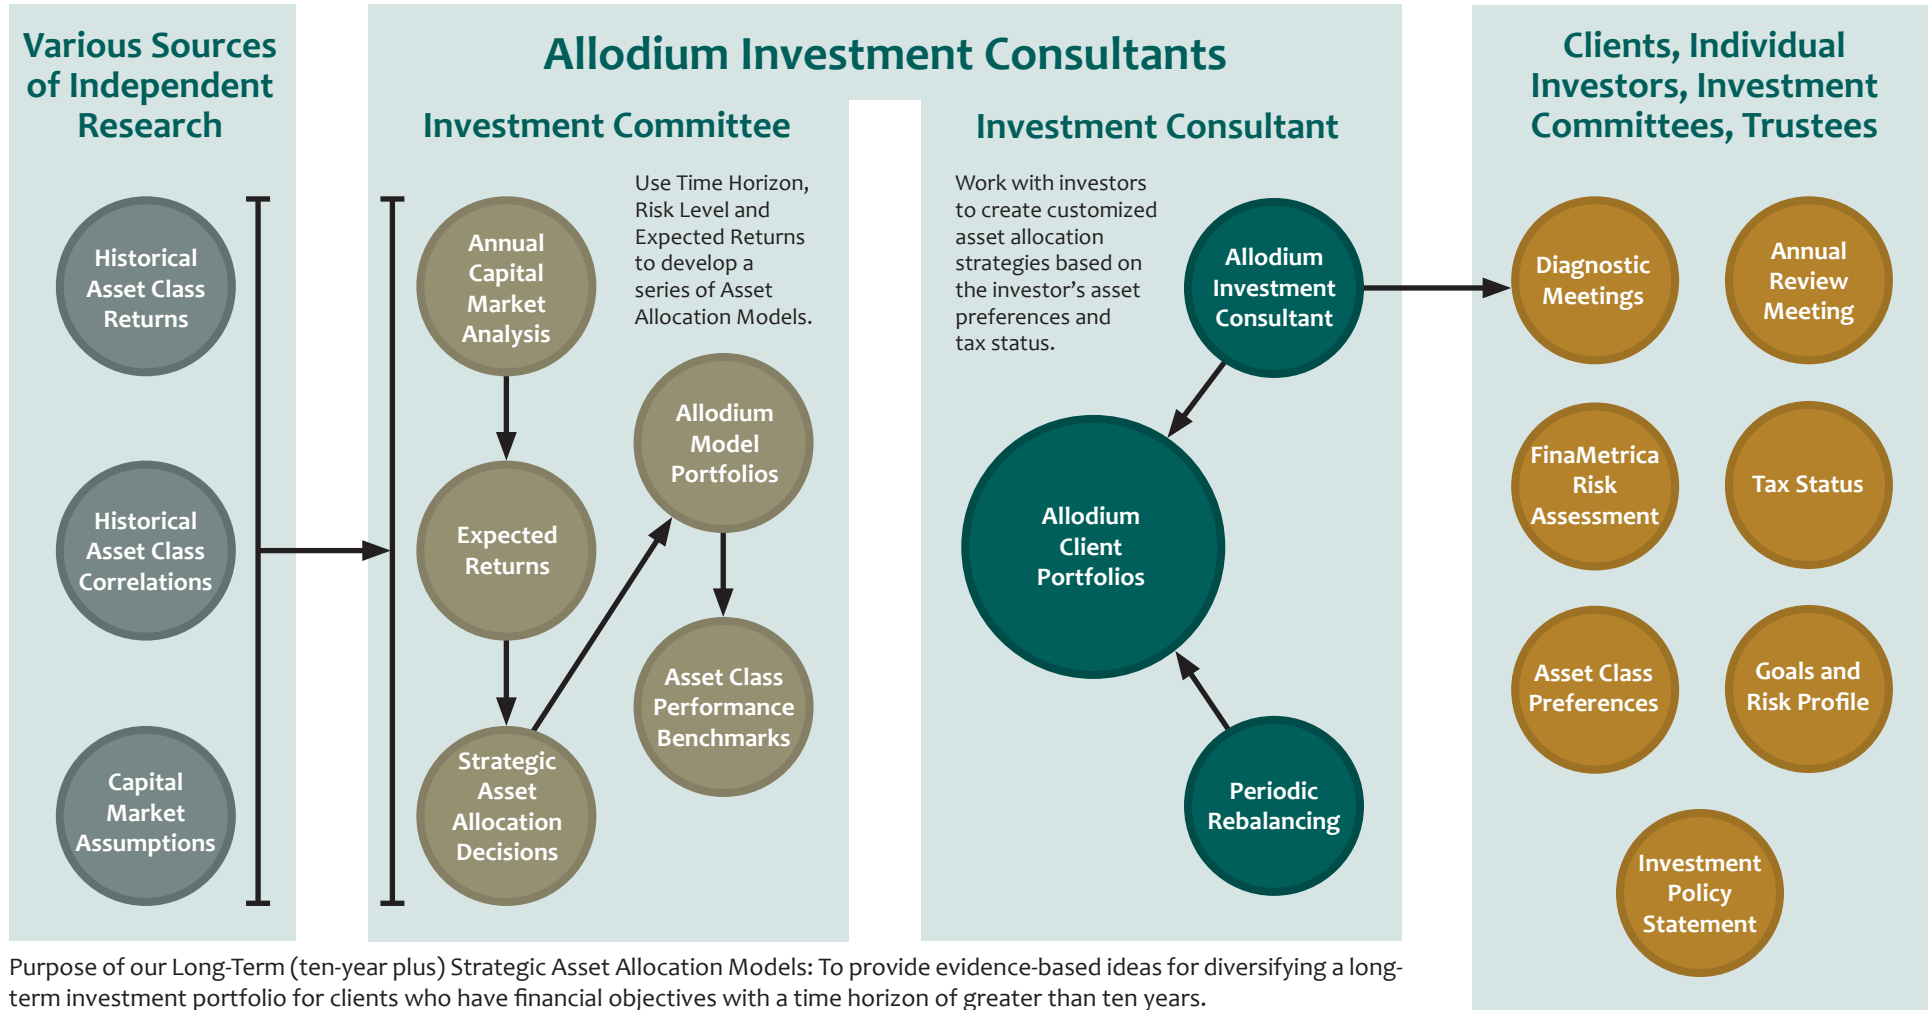 Various Sources
of Independent
Research
Historical
Asset Class
Returns
Historical
Asset Class
Correlations
Capital
Market
Assumptions
Allodium Investment Consultants
Investment Committee
Use Time Horizon,
Risk Level and
Expected Returns
to develop a
series of Asset
Allocation Models.
Annual
Capital
Market
Analysis
Expected
Returns
Strategic
Asset
Allocation
Decisions
Allodium
Model
Portfolios
Asset Class
Performance
Benchmarks
Investment Consultant
Work with investors
to create customized
asset allocation
strategies based on
the investor’s asset
preferences and
tax status.
Allodium
Investment
Consultant
Allodium
Client
Portfolios
Periodic
Rebalancing
Clients, Individual
Investors, Investment
Committees, Trustees
Diagnostic
Meetings
Annual
Review
Meeting
FinaMetrica
Risk
Assessment
Tax Status
Asset Class
Preferences
Goals and
Risk Profile
Investment
Policy
Statement
Purpose of our Long-Term (ten-year plus) Strategic Asset Allocation Models: To provide evidence-based ideas for diversifying a long-
term investment portfolio for clients who have financial objectives with a time horizon of greater than ten years.